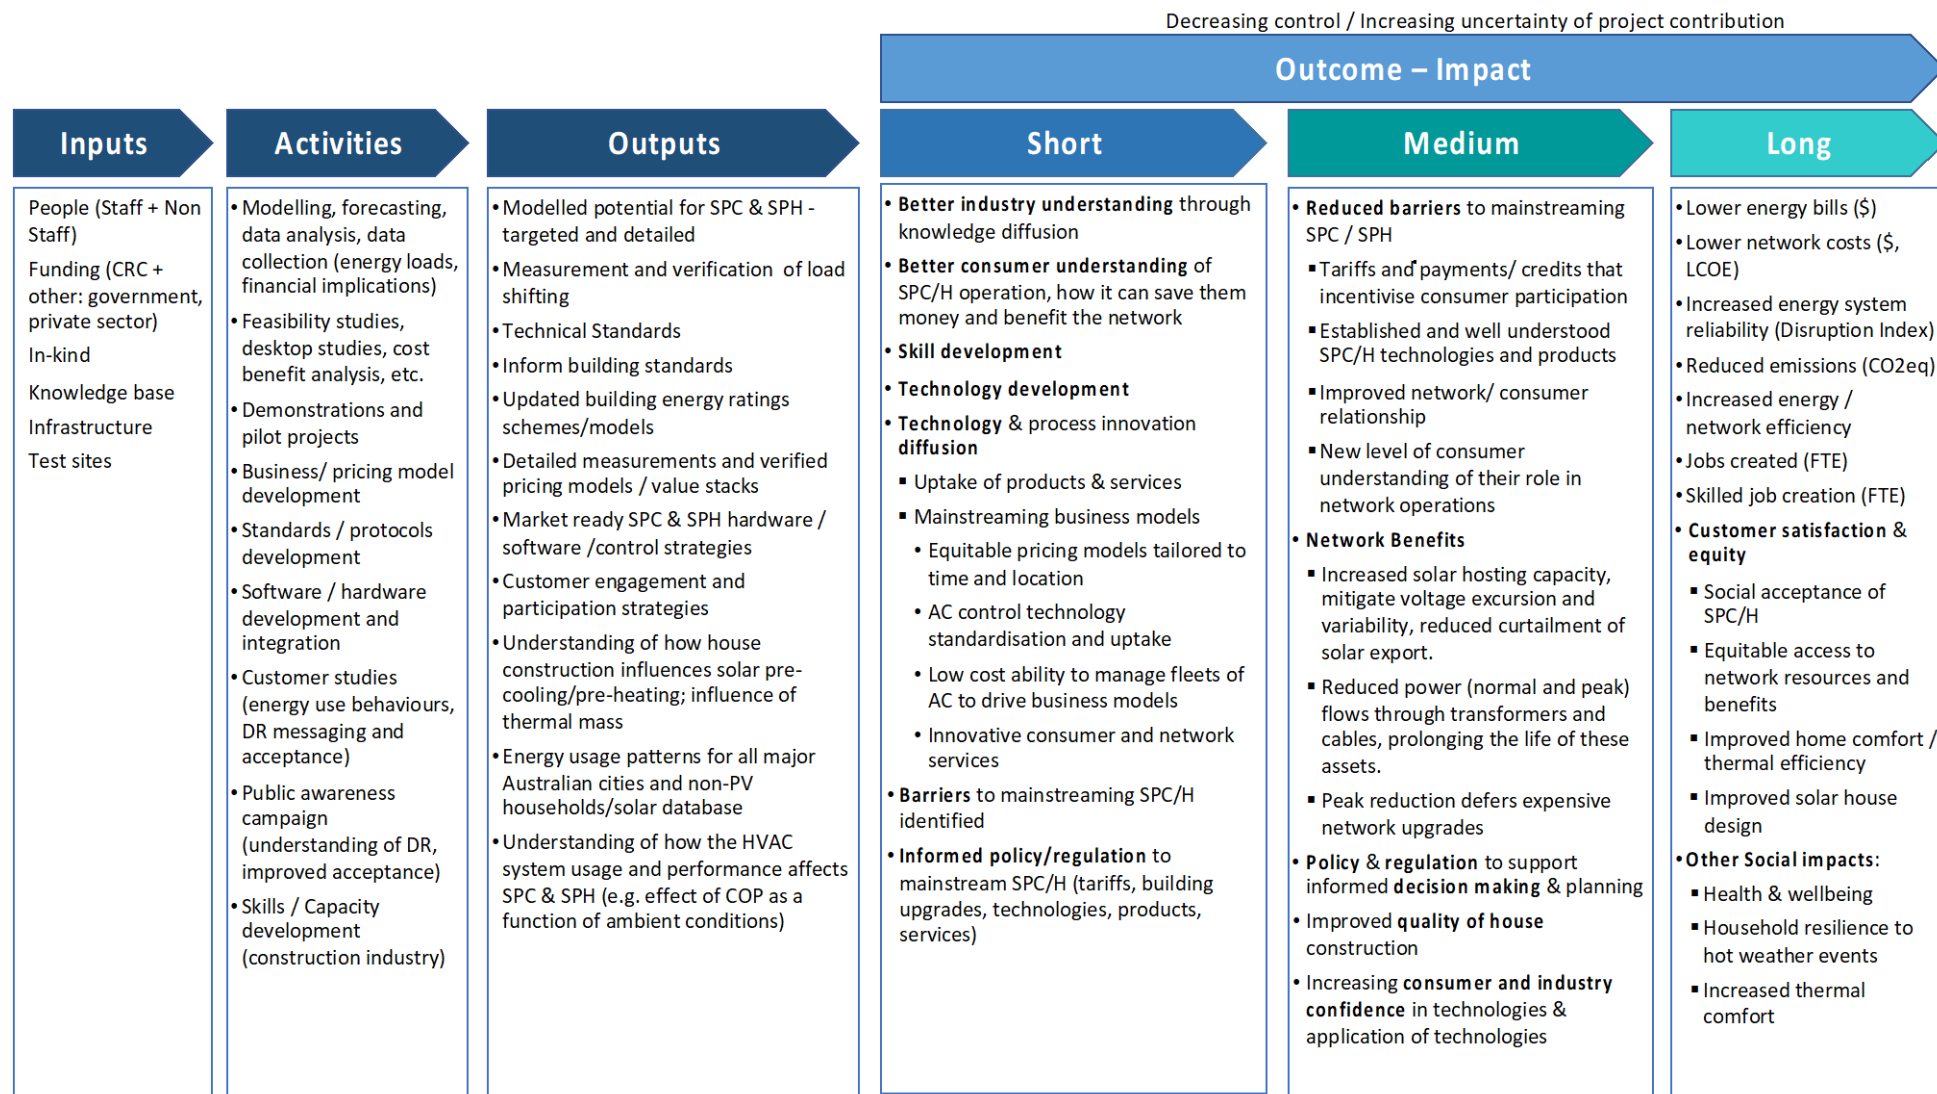 Decreasing control / Increasing uncertainty of project contribution
Outcome – Impact
Inputs
Activities
Outputs
Short
Medium
Long
People (Staff + Non
Staff)
Funding (CRC +
other: government,
private sector)
In-kind
Knowledge base
Infrastructure
Test sites
• Modelling, forecasting,
data analysis, data
collection (energy loads,
financial implications)
• Feasibility studies,
desktop studies, cost
benefit analysis, etc.
• Demonstrations and
pilot projects
• Business/ pricing model
development
• Standards / protocols
development
• Software / hardware
development and
integration
• Customer studies
(energy use behaviours,
DR messaging and
acceptance)
• Public awareness
campaign
(understanding of DR,
improved acceptance)
• Skills / Capacity
development
(construction industry)
• Modelled potential for SPC & SPH -
targeted and detailed
• Measurement and verification of load
shifting
• Technical Standards
• Inform building standards
• Updated building energy ratings
schemes/models
• Detailed measurements and verified
pricing models / value stacks
• Market ready SPC & SPH hardware /
software /control strategies
• Customer engagement and
participation strategies
• Understanding of how house
construction influences solar pre-
cooling/pre-heating; influence of
thermal mass
• Energy usage patterns for all major
Australian cities and non-PV
households/solar database
• Understanding of how the HVAC
system usage and performance affects
SPC & SPH (e.g. effect of COP as a
function of ambient conditions)
• Better industry understanding through
knowledge diffusion
• Better consumer understanding of
SPC/H operation, how it can save them
money and benefit the network
• Skill development
• Technology development
• Technology & process innovation
diffusion
▪ Uptake of products & services
▪ Mainstreaming business models
• Equitable pricing models tailored to
time and location
• AC control technology
standardisation and uptake
• Low cost ability to manage fleets of
AC to drive business models
• Innovative consumer and network
services
• Barriers to mainstreaming SPC/H
identified
• Informed policy/regulation to
mainstream SPC/H (tariffs, building
upgrades, technologies, products,
services)
• Reduced barriers to mainstreaming
SPC / SPH
▪ Tariffs and payments/ credits that
incentivise consumer participation
▪ Established and well understood
SPC/H technologies and products
▪ Improved network/ consumer
relationship
▪ New level of consumer
understanding of their role in
network operations
• Network Benefits
▪ Increased solar hosting capacity,
mitigate voltage excursion and
variability, reduced curtailment of
solar export.
▪ Reduced power (normal and peak)
flows through transformers and
cables, prolonging the life of these
assets.
▪ Peak reduction defers expensive
network upgrades
• Policy & regulation to support
informed decision making & planning
• Improved quality of house
construction
• Increasing consumer and industry
confidence in technologies &
application of technologies
• Lower energy bills ($)
• Lower network costs ($,
LCOE)
• Increased energy system
reliability (Disruption Index)
• Reduced emissions (CO2eq)
• Increased energy /
network efficiency
• Jobs created (FTE)
• Skilled job creation (FTE)
• Customer satisfaction &
equity
▪ Social acceptance of
SPC/H
▪ Equitable access to
network resources and
benefits
▪ Improved home comfort /
thermal efficiency
▪ Improved solar house
design
• Other Social impacts:
▪ Health & wellbeing
▪ Household resilience to
hot weather events
▪ Increased thermal
comfort